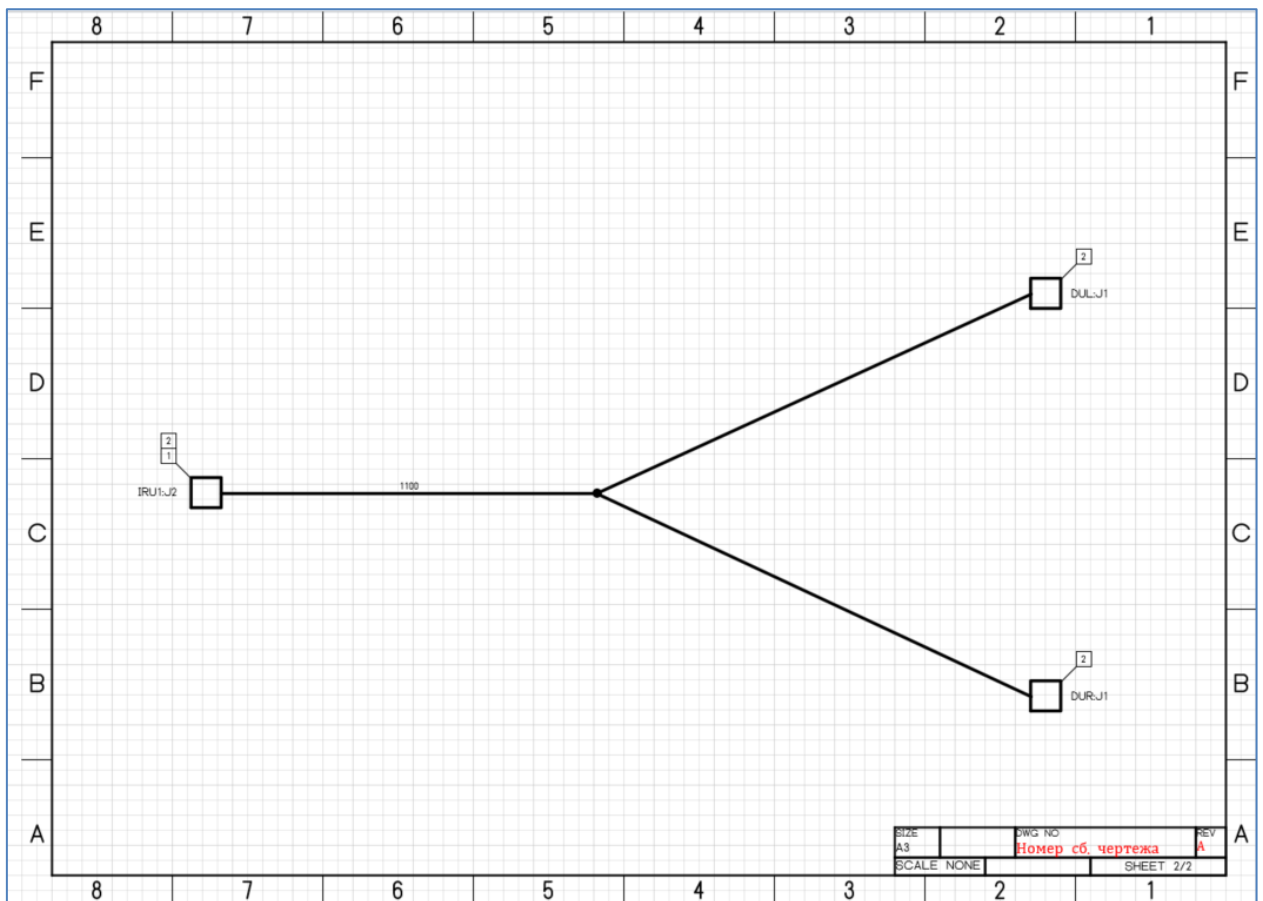 8 7 6 5 4 3 2 1
F F
E E
2
DUL:J1
D D
2
1
IRU1:J2
1100
C C
2
B B
DUR:J1
SIZE DWG NO REV
A A
A3 Номер сб. чертежа A
SCALE NONE SHEET 2/2
8 7 6 5 4 3 2 1